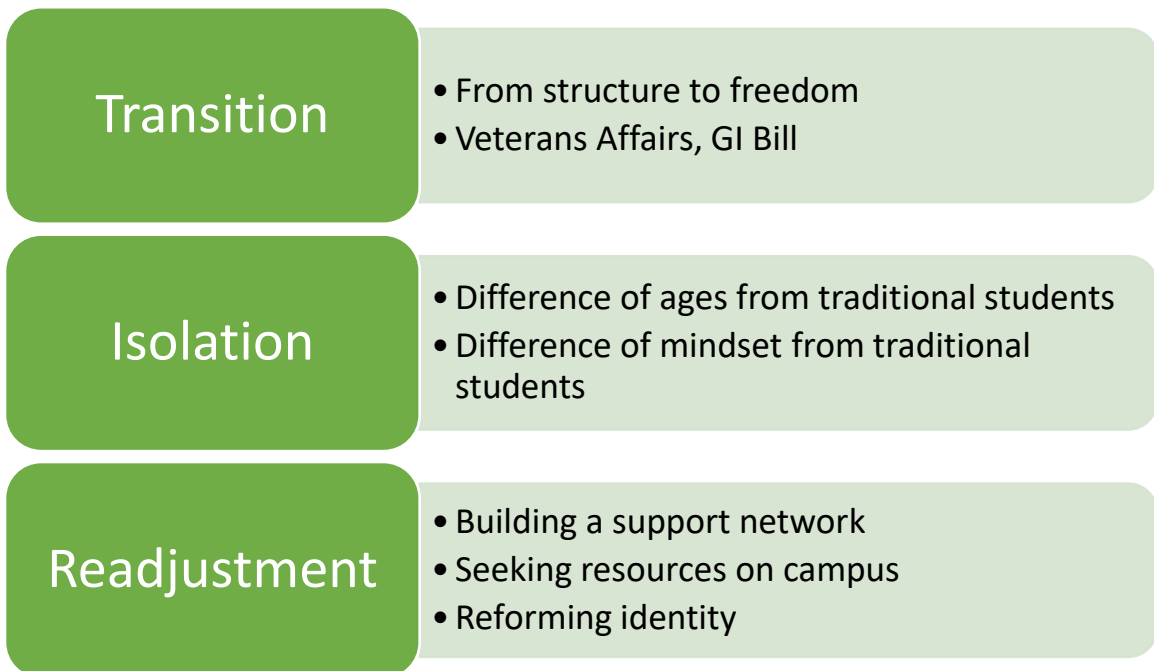 Transition
• From structure to freedom
• Veterans Affairs, GI Bill
Isolation
• Difference of ages from traditional students
• Difference of mindset from traditional
students
Readjustment
• Building a support network
• Seeking resources on campus
• Reforming identity